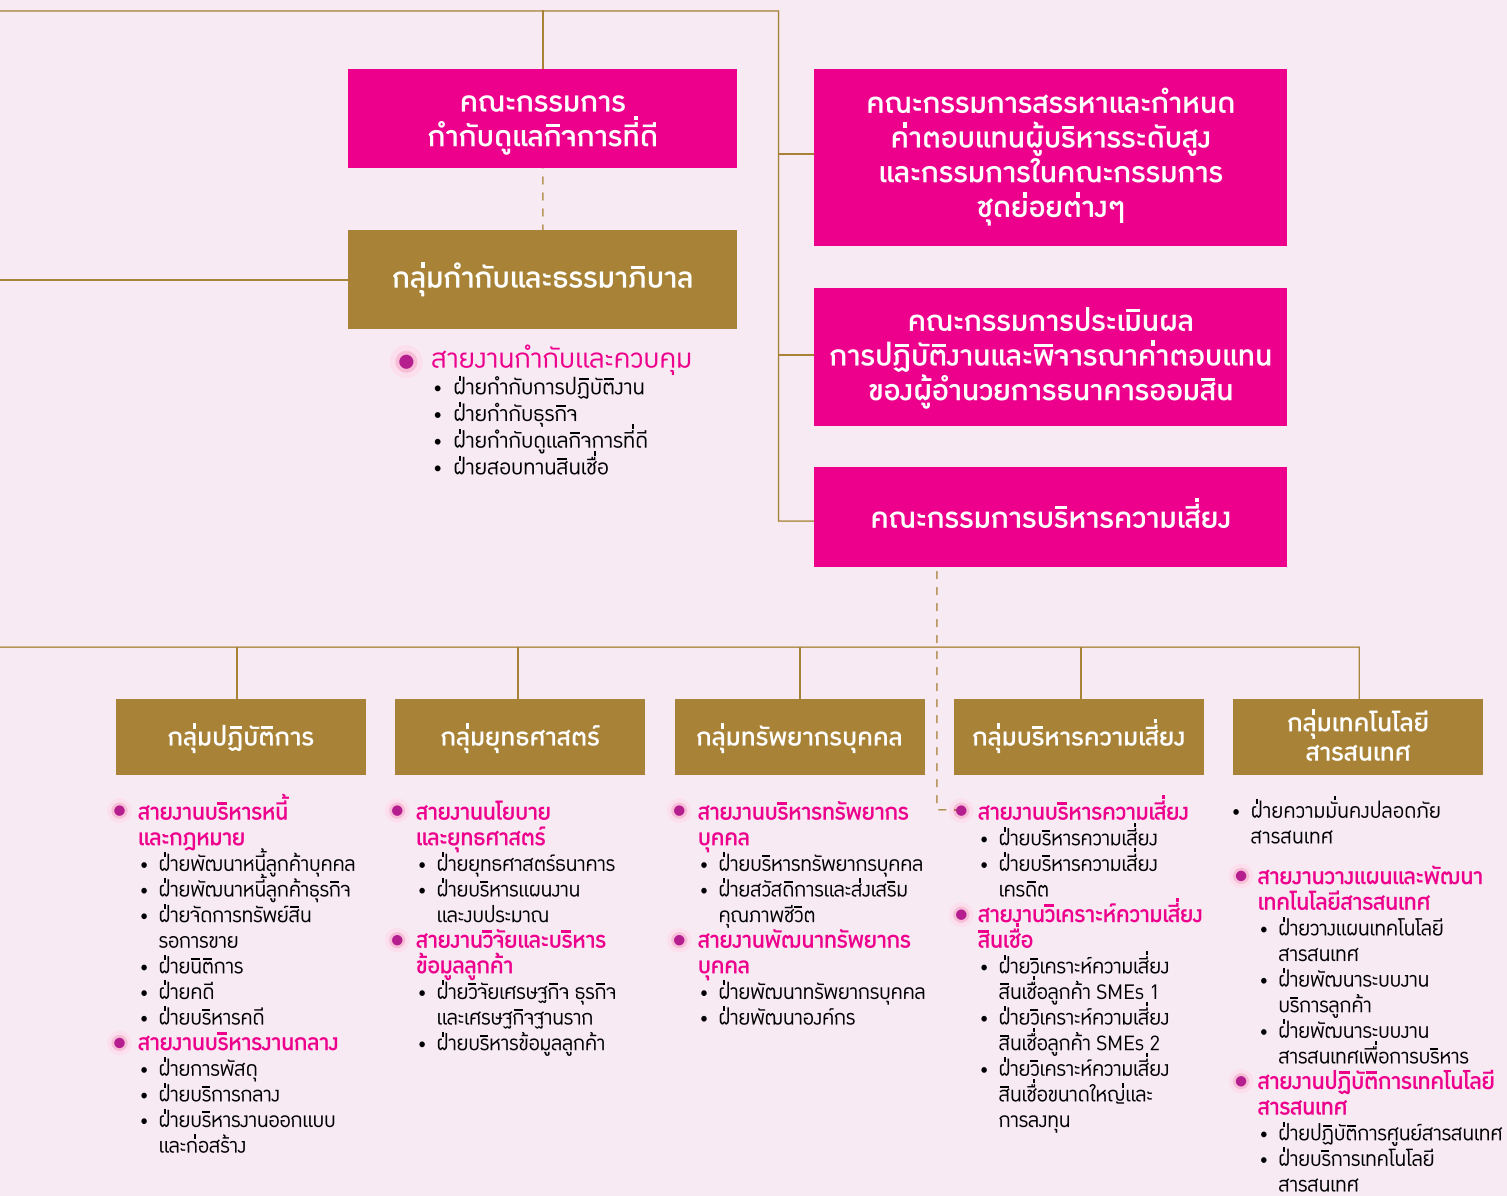 คณะกรรมการ
กำกับดูแลกิจการที่ดี
คณะกรรมการสรรหาและกำหนด
ค่าตอบแทนผู้บริหารระดับสูง
และกรรมการในคณะกรรมการ
ชุดย่อยต่างๆ
กลุ่มกำกับและธรรมาภิบาล
สายงานกำกับและควบคุม
• ฝ่ายกำกับการปฏิบัติงาน
• ฝ่ายกำกับธุรกิจ
• ฝ่ายกำกับดูแลกิจการที่ดี
• ฝ่ายสอบทานสินเชื่อ
คณะกรรมการประเมินผล
การปฏิบัติงานและพิจารณาค่าตอบแทน
ของผู้อำนวยการธนาคารออมสิน
คณะกรรมการบริหารความเสี่ยง
กลุ่มปฏิบัติการ
สายงานบริหารหนี้
และกฎหมาย
• ฝ่ายพัฒนาหนี้ลูกค้าบุคคล
• ฝ่ายพัฒนาหนี้ลูกค้าธุรกิจ
• ฝ่ายจัดการทรัพย์สิน
รอการขาย
• ฝ่ายนิติการ
• ฝ่ายคดี
• ฝ่ายบริหารคดี
สายงานบริหารงานกลาง
• ฝ่ายการพัสดุ
• ฝ่ายบริการกลาง
• ฝ่ายบริหารงานออกแบบ
และก่อสร้าง
กลุ่มยุทธศาสตร์
สายงานนโยบาย
และยุทธศาสตร์
• ฝ่ายยุทธศาสตร์ธนาคาร
• ฝ่ายบริหารแผนงาน
และงบประมาณ
สายงานวิจัยและบริหาร
ข้อมูลลูกค้า
• ฝ่ายวิจัยเศรษฐกิจ ธุรกิจ
และเศรษฐกิจฐานราก
• ฝ่ายบริหารข้อมูลลูกค้า
กลุ่มทรัพยากรบุคคล
สายงานบริหารทรัพยากร
บุคคล
• ฝ่ายบริหารทรัพยากรบุคคล
• ฝ่ายสวัสดิการและส่งเสริม
คุณภาพชีวิต
สายงานพัฒนาทรัพยากร
บุคคล
• ฝ่ายพัฒนาทรัพยากรบุคคล
• ฝ่ายพัฒนาองค์กร
กลุ่มบริหารความเสี่ยง
สายงานบริหารความเสี่ยง
• ฝ่ายบริหารความเสี่ยง
• ฝ่ายบริหารความเสี่ยง
เครดิต
สายงานวิเคราะห์ความเสี่ยง
สินเชื่อ
• ฝ่ายวิเคราะห์ความเสี่ยง
สินเชื่อลูกค้า SMEs 1
• ฝ่ายวิเคราะห์ความเสี่ยง
สินเชื่อลูกค้า SMEs 2
• ฝ่ายวิเคราะห์ความเสี่ยง
สินเชื่อขนาดใหญ่และ
การลงทุน
กลุ่มเทคโนโลยี
สารสนเทศ
• ฝ่ายความมั่นคงปลอดภัย
สารสนเทศ
สายงานวางแผนและพัฒนา
เทคโนโลยีสารสนเทศ
• ฝ่ายวางแผนเทคโนโลยี
สารสนเทศ
• ฝ่ายพัฒนาระบบงาน
บริการลูกค้า
• ฝ่ายพัฒนาระบบงาน
สารสนเทศเพื่อการบริหาร
สายงานปฏิบัติการเทคโนโลยี
สารสนเทศ
• ฝ่ายปฏิบัติการศูนย์สารสนเทศ
• ฝ่ายบริการเทคโนโลยี
สารสนเทศ